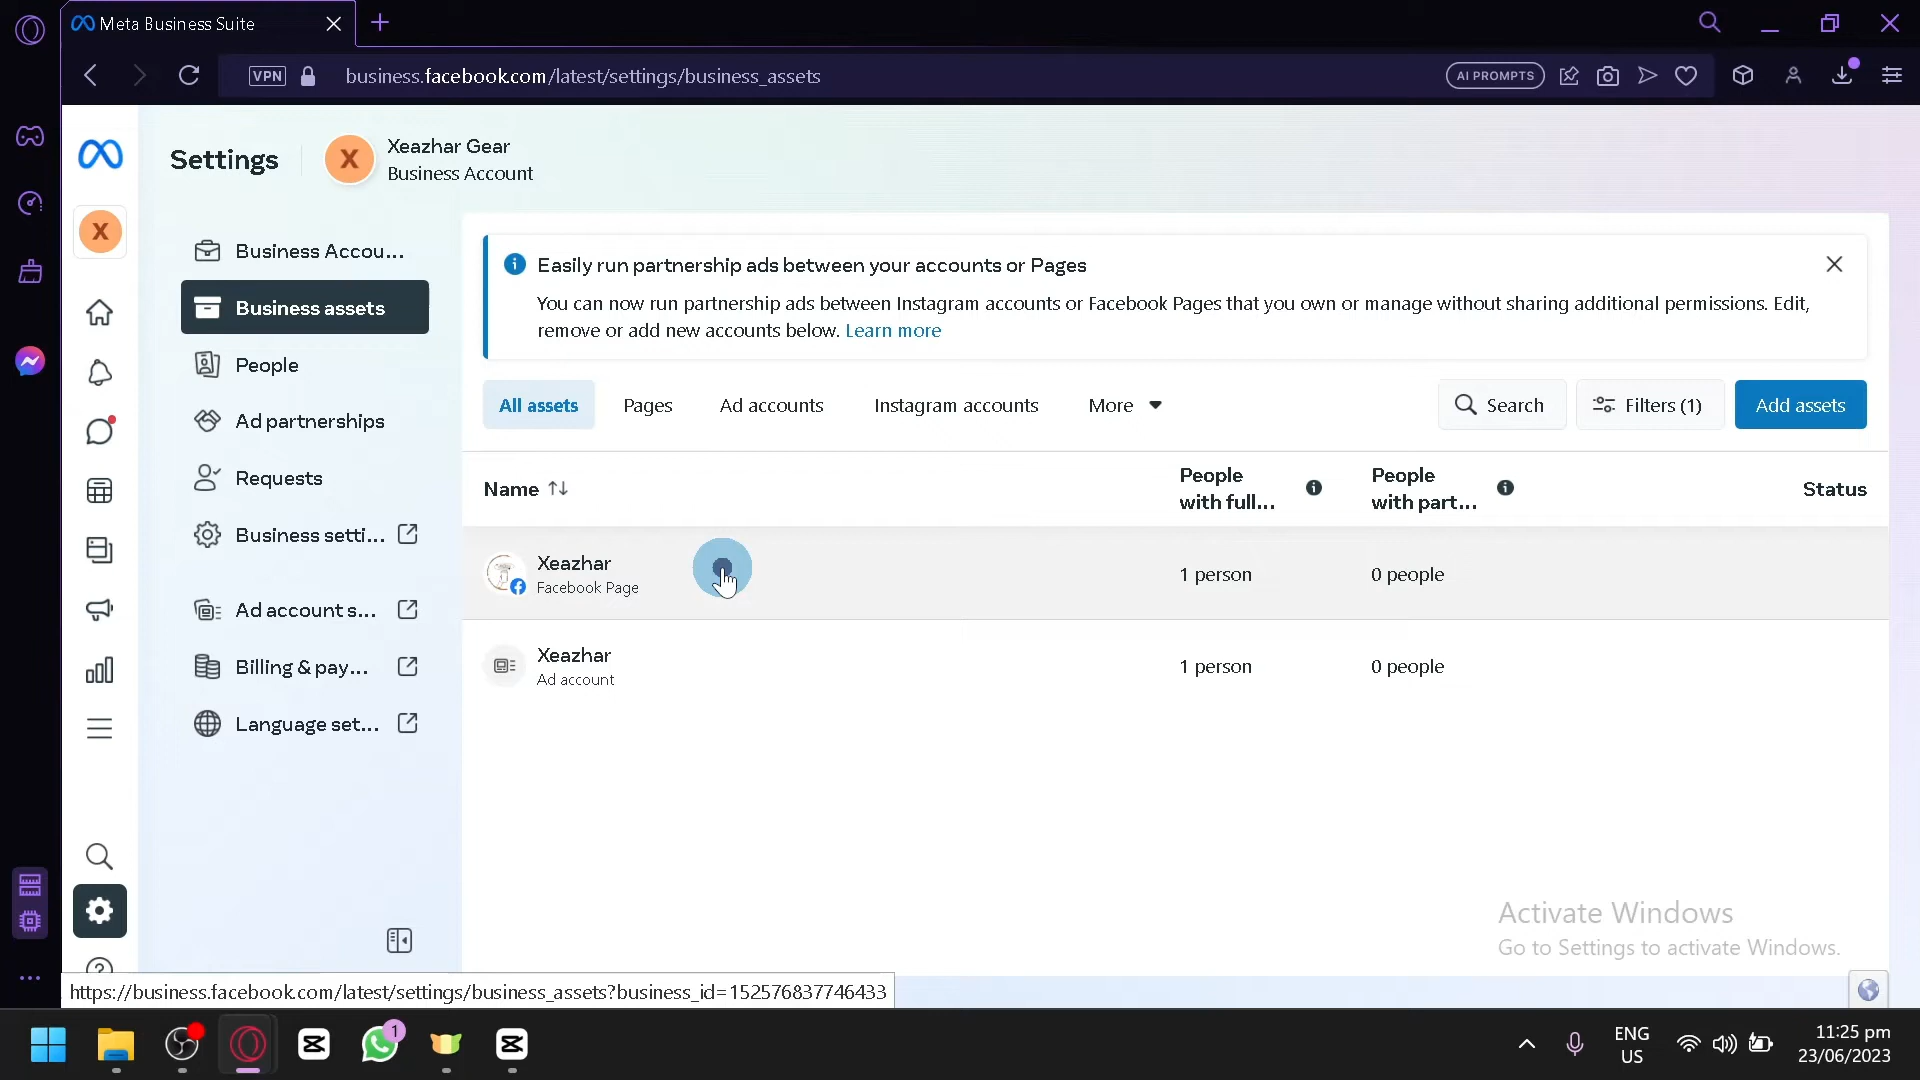 Meta Business Suite
VPN
business.facebook.com/latest/settings/business_assets
AI PROMPTS
Settings
X
Xeazhar Gear
Business Account
X
Business Accou...
Business assets
People
Ad partnerships
Requests
Business setti...
Ad account s...
Billing & pay...
Language set...
Easily run partnership ads between your accounts or Pages
You can now run partnership ads between Instagram accounts or Facebook Pages that you own or manage without sharing additional permissions. Edit,
remove or add new accounts below. Learn more
All assets
Pages
Ad accounts
Instagram accounts
More
Search
Filters (1)
Add assets
Name
People
with full...
People
with part...
Status
Xeazhar
Facebook Page
1 person
0 people
Xeazhar
Ad account
1 person
0 people
Activate Windows
Go to Settings to activate Windows.
https://business.facebook.com/latest/settings/business_assets?business_id=152576837746433
1
ENG
US
11:25 pm
23/06/2023